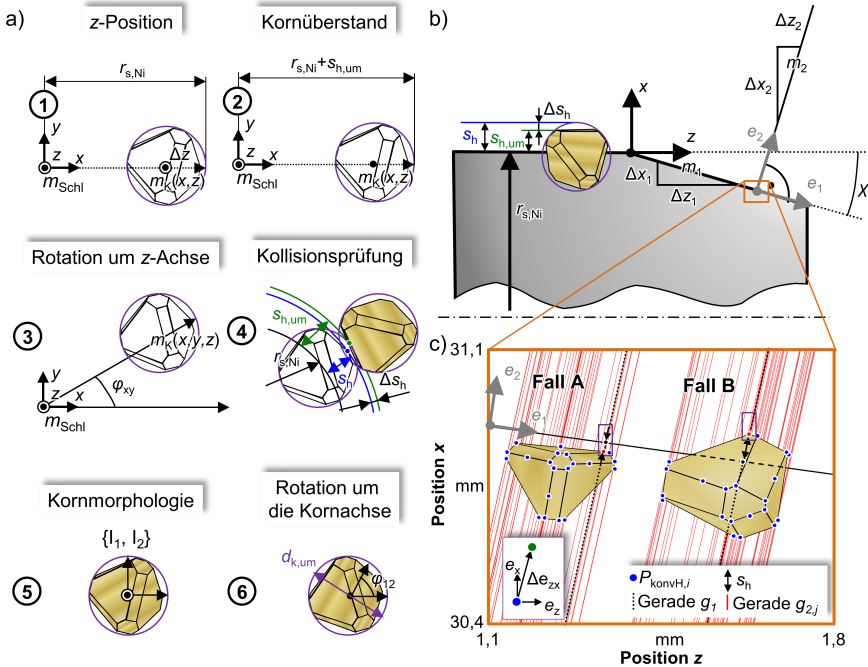 a)
z-Position
Kornüberstand
r_s,Ni
r_s,Ni+s_h,um
1
2
y
z
x
m_Schl
Δz
m_K(x,z)
y
z
x
m_Schl
m_K(x,z)
Rotation um z-Achse
Kollisionsprüfung
3
4
y
z
x
m_Schl
m_K(x,y,z)
φ_xy
s_h,um
r_s,Ni
s_h
Δs_h
Kornmorphologie
Rotation um
die Kornachse
{I_1, I_2}
5
6
d_k,um
φ_12
b)
Δz_2
m_2
Δx_2
x
Δs_h
s_h
s_h,um
z
e_2
m_1
Δx_1
Δz_1
e_1
χ
r_s,Ni
c)
31,1
Fall A
Fall B
e_2
e_1
Position x
mm
30,4
e_x
Δe_zx
e_z
P_konvH,i
s_h
Gerade g_1
Gerade g_2,j
1,1
mm
1,8
Position z